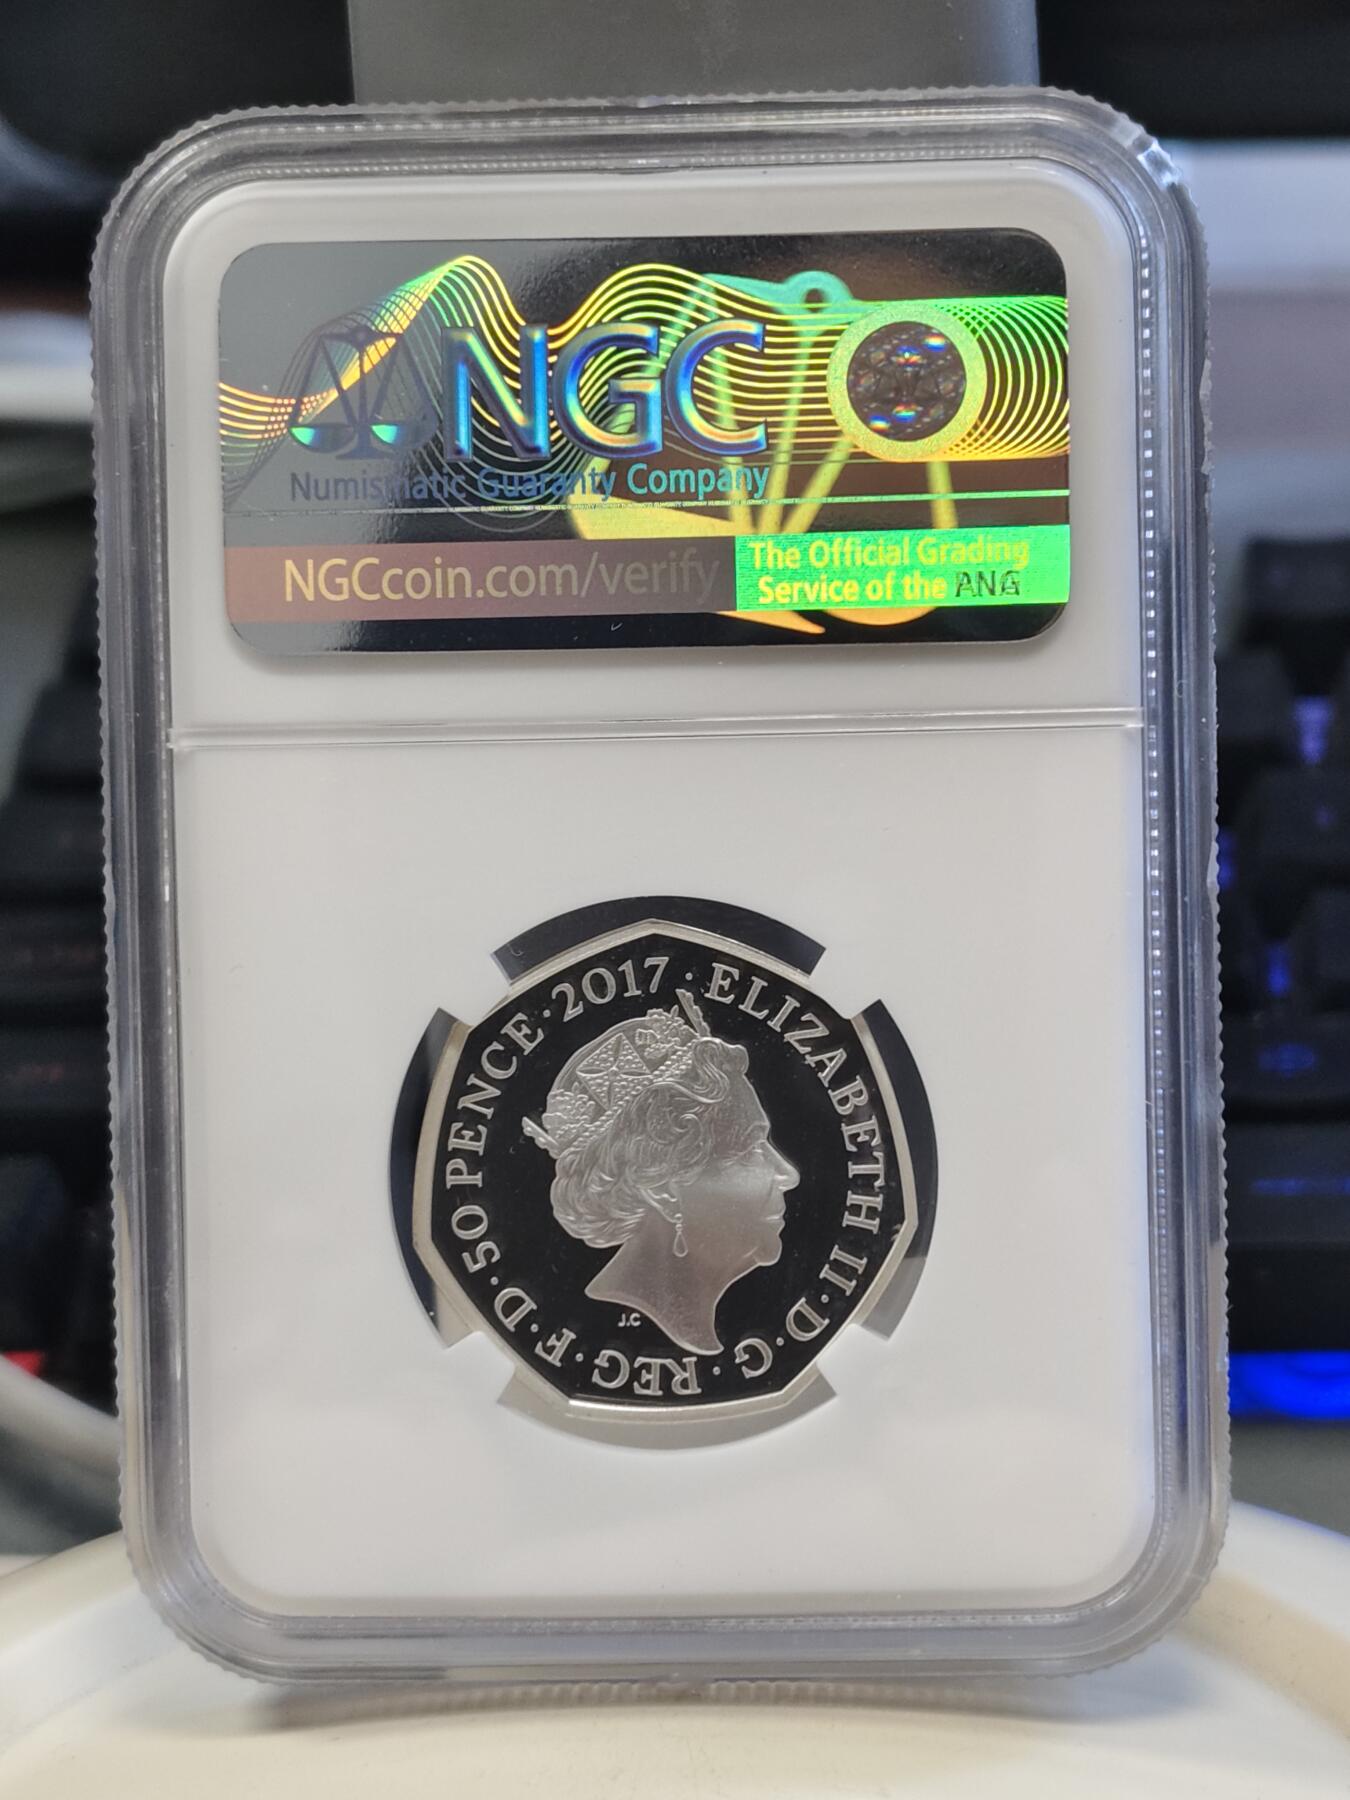 NGC
Numismatic Guaranty Company
NGCcoin.com/verify
The Official Grading
Service of the ANA
ELIZABETH II · D · G · REG · F · D · 50 PENCE · 2017 ·
J.C